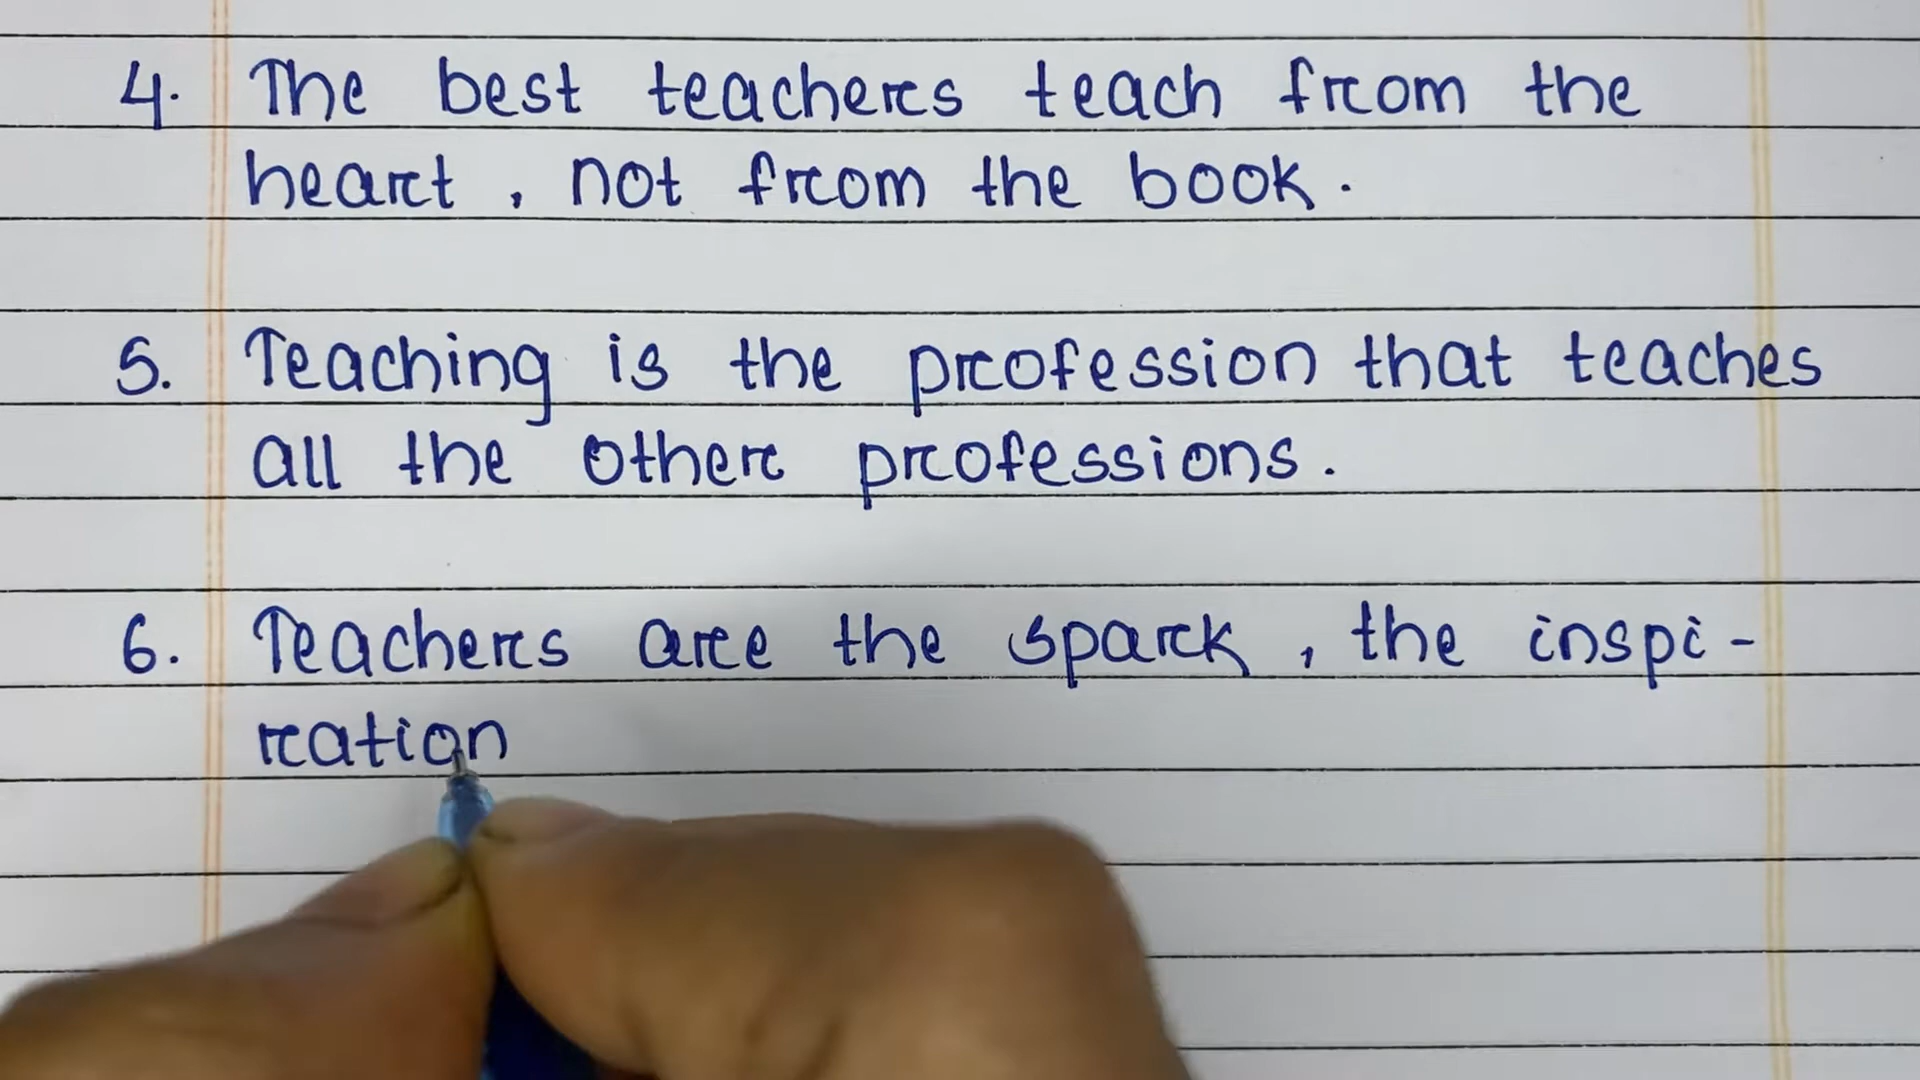 4. The best teachers teach from the
heart, not from the book.
5. Teaching is the profession that teaches
all the other professions.
6. Teachers are the spark, the inspi-
ration